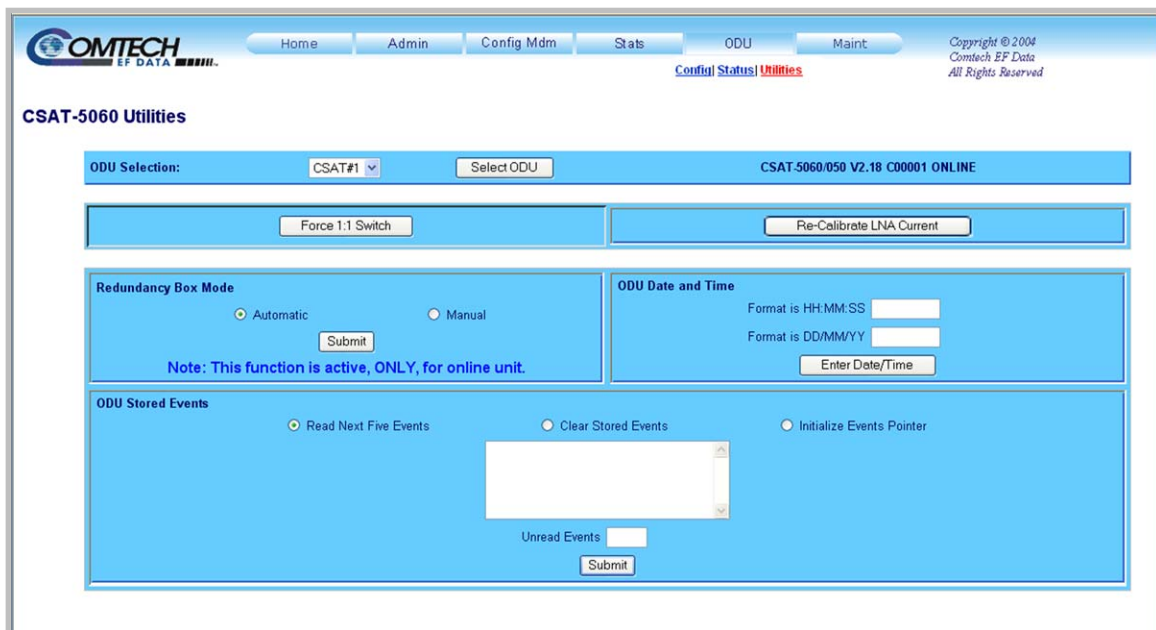 COMTECH
EF DATA
Home Admin Config Mdm Stats ODU Maint
Copyright © 2004
Comtech EF Data
All Rights Reserved
Config| Status| Utilities
CSAT-5060 Utilities
ODU Selection: CSAT#1 Select ODU CSAT-5060/050 V2.18 C00001 ONLINE
Force 1:1 Switch Re-Calibrate LNA Current
Redundancy Box Mode
Automatic Manual
Submit
Note: This function is active, ONLY, for online unit.
ODU Date and Time
Format is HH:MM:SS
Format is DD/MM/YY
Enter Date/Time
ODU Stored Events
Read Next Five Events Clear Stored Events Initialize Events Pointer
Unread Events
Submit